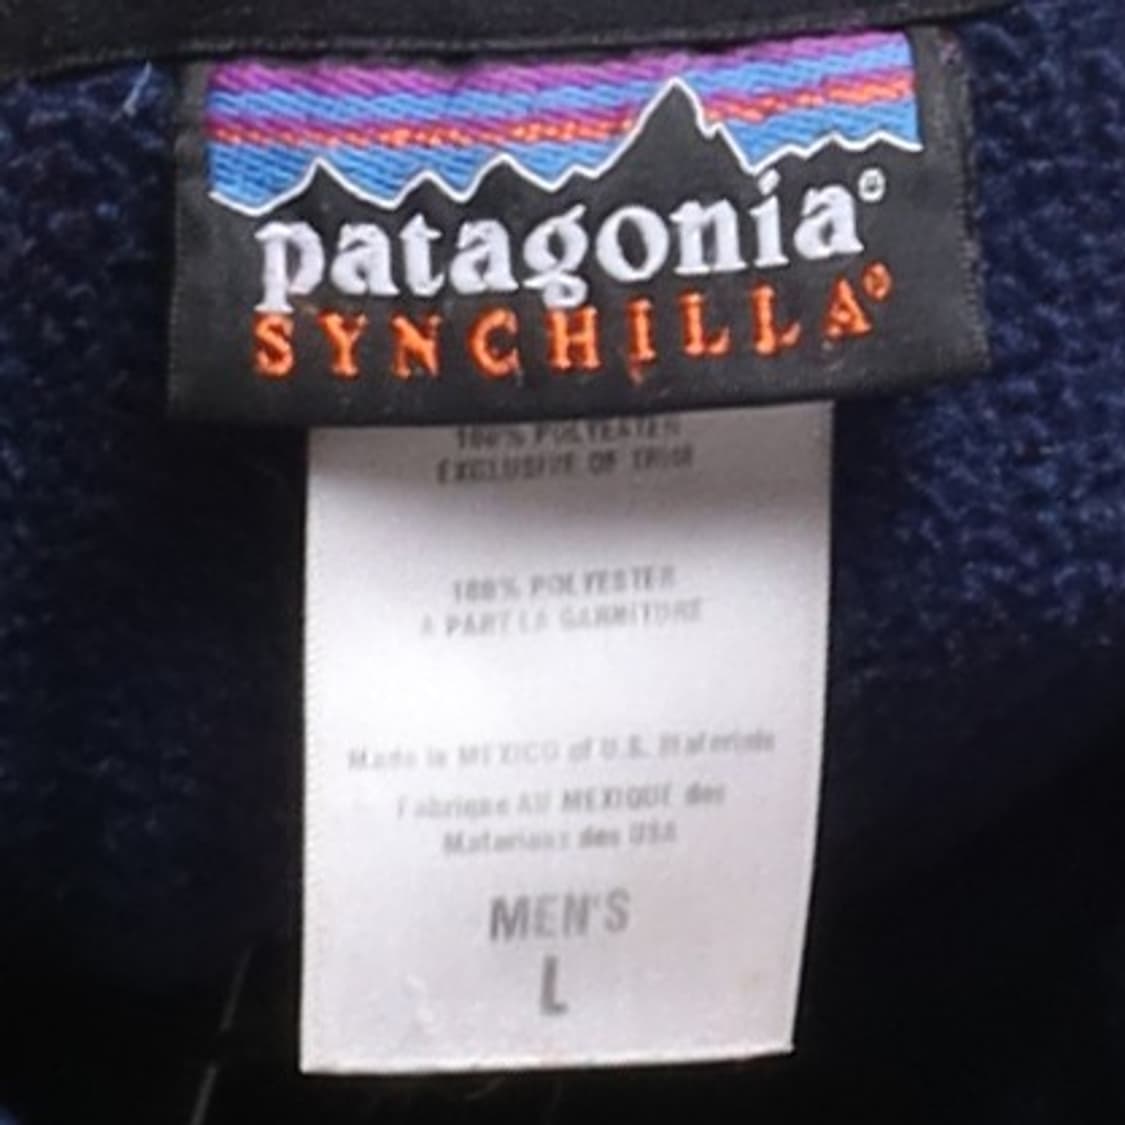 patagonia®
SYNCHILLA®
100% POLYESTER
EXCLUSIVE OF TRIM
100% POLYESTER
A PART LA GARNITURE
Made in MEXICO of U.S. Materials
Fabrique AU MEXIQUE des
Materiaux des USA
MEN'S
L